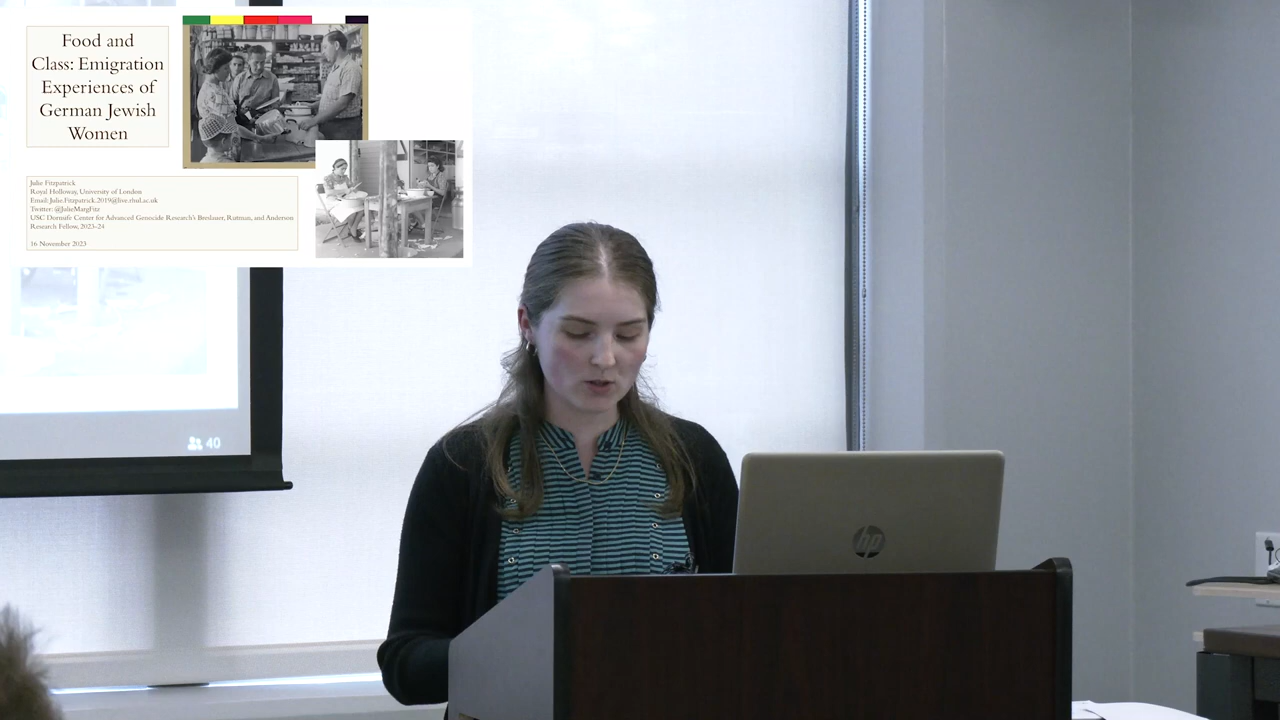 Food and
Class: Emigration
Experiences of
German Jewish
Women
Julie Fitzpatrick
Royal Holloway, University of London
Email: Julie.Fitzpatrick.2019@live.rhul.ac.uk
Twitter: @JulieMargFitz
USC Dornsife Center for Advanced Genocide Research's Breslauer, Rutman, and Anderson
Research Fellow, 2023-24
16 November 2023
40
hp